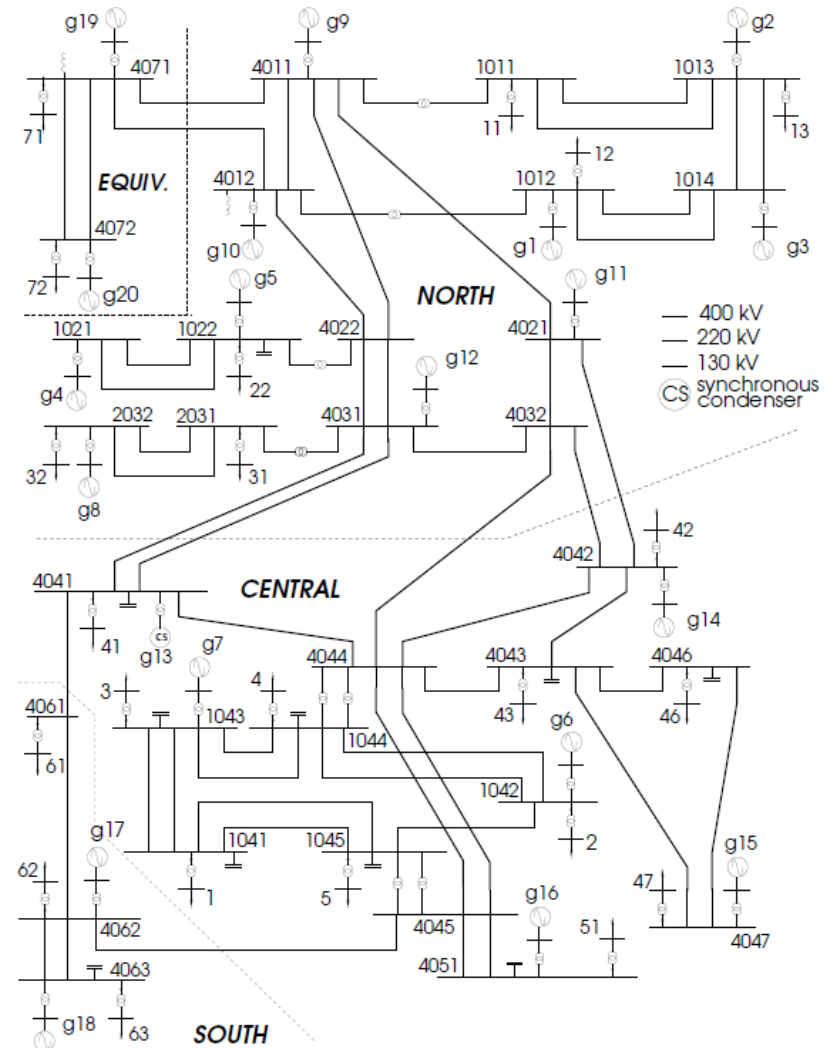 g19
g9
g2
4071
4011
1011
1013
71
11
13
EQUIV.
12
4012
1012
1014
4072
g10
g1
g3
72
g20
g5
NORTH
g11
400 kV
220 kV
130 kV
CS synchronous
condenser
1021
1022
4022
4021
g4
22
g12
2032
2031
4031
4032
32
g8
31
42
4041
CENTRAL
4042
41
cs
g13
g7
g14
3
4
4044
4043
4046
4061
1043
43
46
61
1044
g6
1042
g17
1041
1045
2
g15
62
1
5
g16
47
4062
4045
51
4047
4063
4051
g18
63
SOUTH